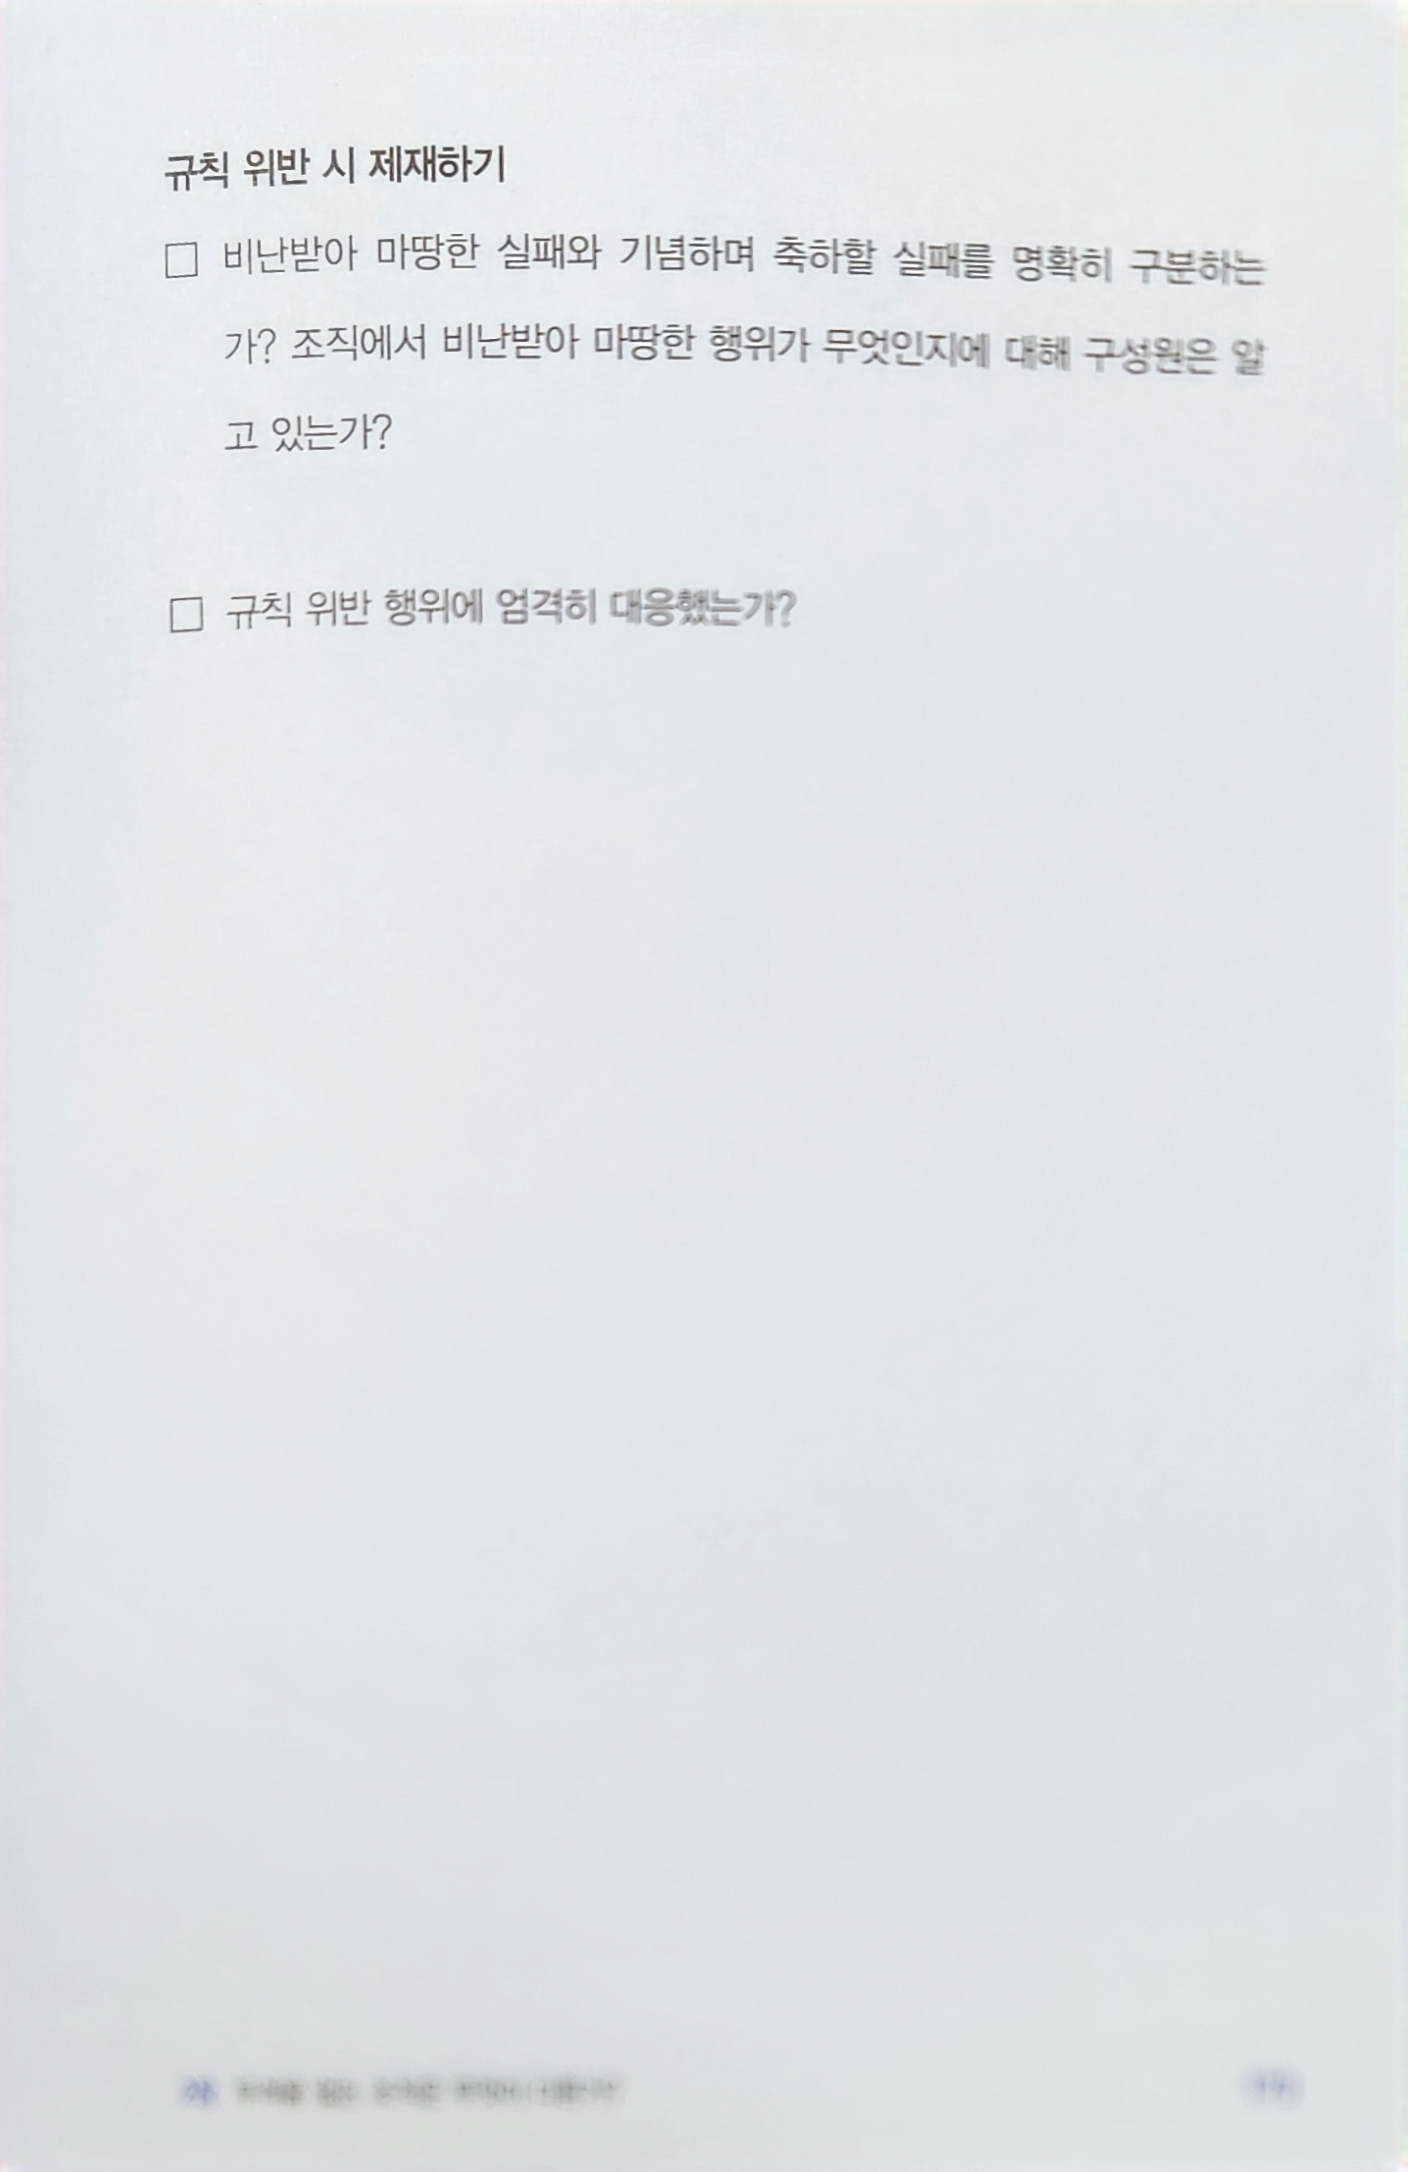 규칙 위반 시 제재하기
□ 비난받아 마땅한 실패와 기념하며 축하할 실패를 명확히 구분하는
가? 조직에서 비난받아 마땅한 행위가 무엇인지에 대해 구성원은 알
고 있는가?
□ 규칙 위반 행위에 엄격히 대응했는가?